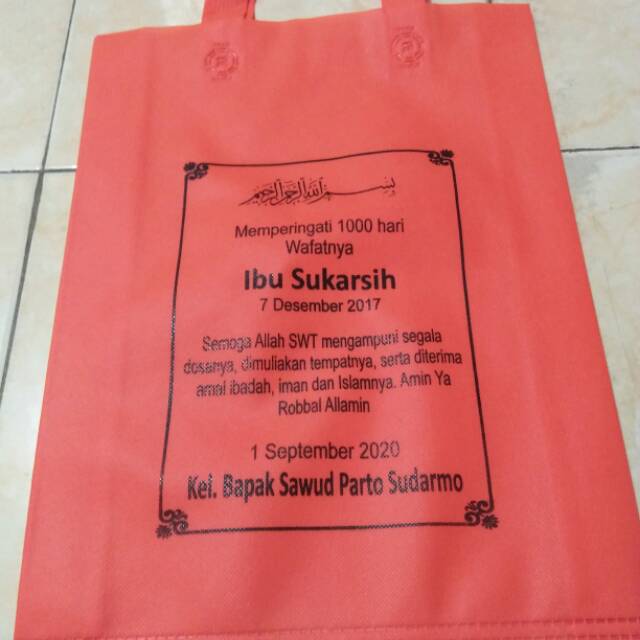 بسم الله الرحمن الرحيم
Memperingati 1000 hari
Wafatnya
Ibu Sukarsih
7 Desember 2017
Semoga Allah SWT mengampuni segala
dosanya, dimuliakan tempatnya, serta diterima
amal ibadah, iman dan Islamnya. Amin Ya
Robbal Allamin
1 September 2020
Kel. Bapak Sawud Parto Sudarmo